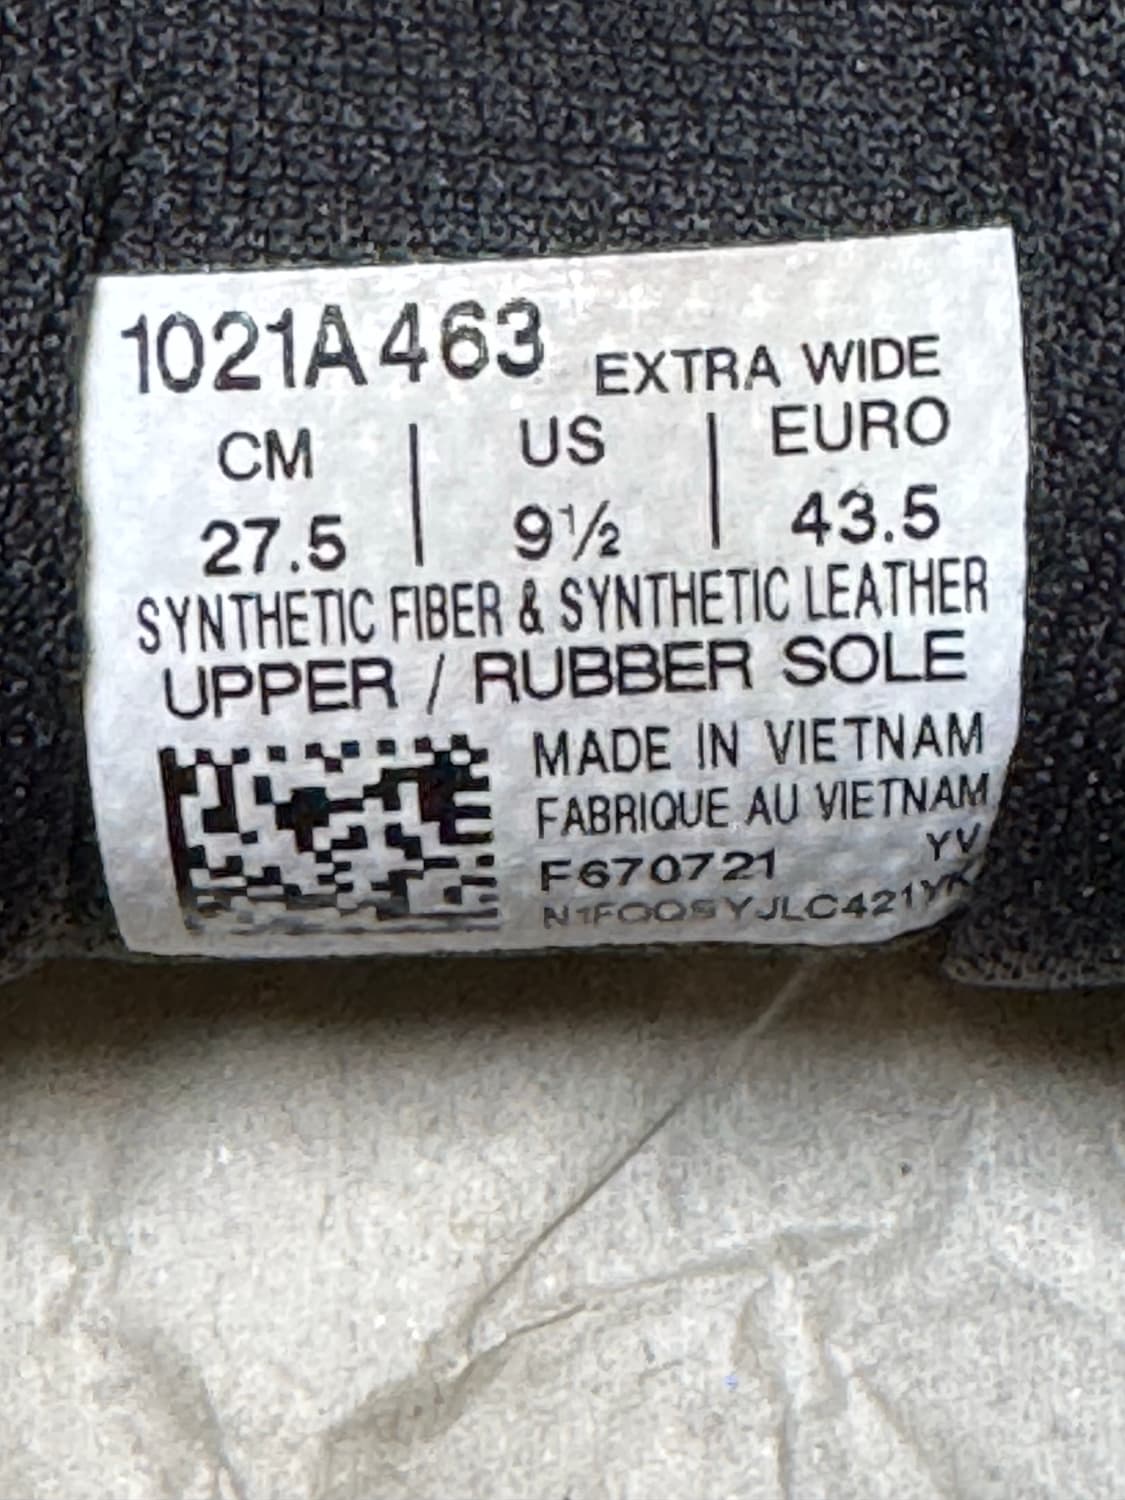 1021A463 EXTRA WIDE
CM | US | EURO
27.5 | 9½ | 43.5
SYNTHETIC FIBER & SYNTHETIC LEATHER
UPPER / RUBBER SOLE
MADE IN VIETNAM
FABRIQUE AU VIETNAM
F670721 YV